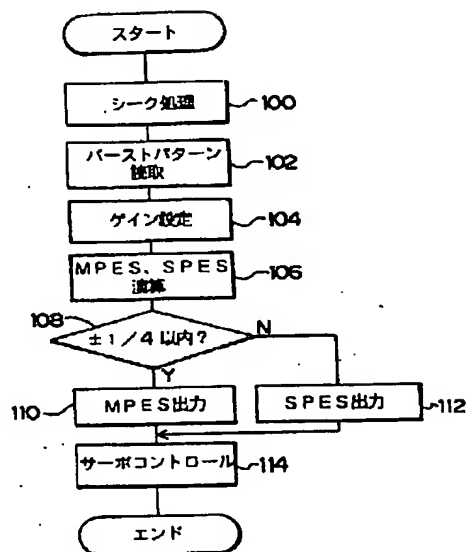 スタート
シーク処理
100
バーストパターン
読取
102
ゲイン設定
104
MPES、SPES
演算
106
108
±1/4以内?
N
Y
110
MPES出力
SPES出力
112
サーボコントロール
114
エンド